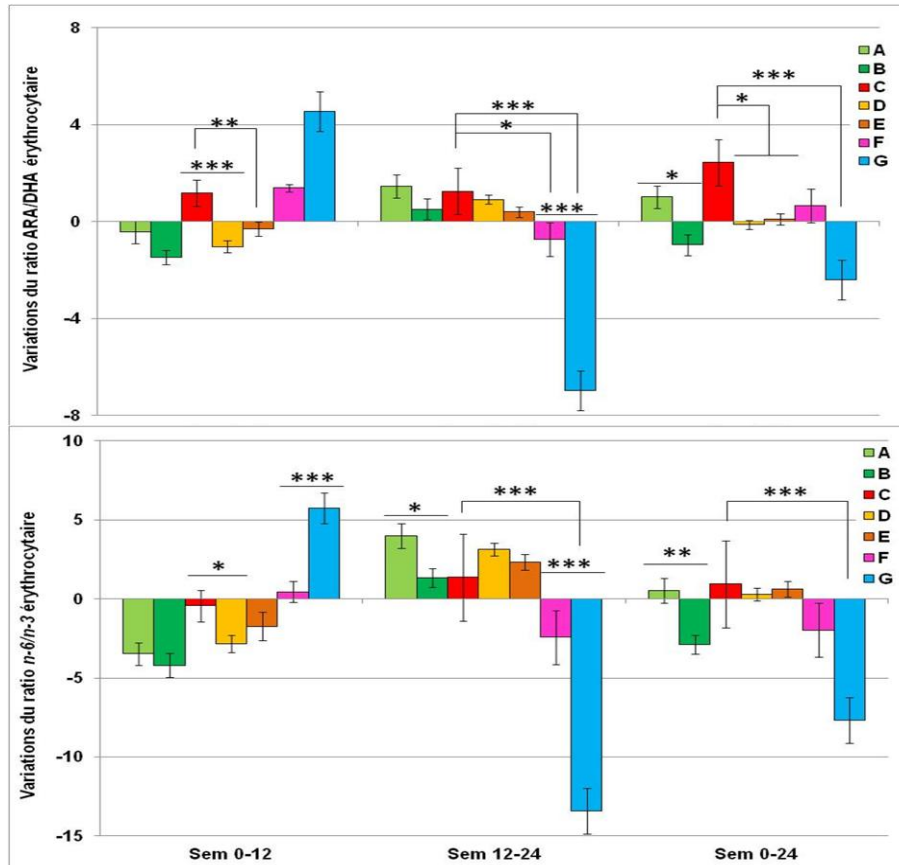 Variations du ratio ARA/DHA érythrocytaire
8
4
0
-4
-8
***
**
***
*
***
*
***
*
A
B
C
D
E
F
G
Variations du ratio n-6/n-3 érythrocytaire
10
5
0
-5
-10
-15
*
***
*
***
***
**
***
A
B
C
D
E
F
G
Sem 0-12 Sem 12-24 Sem 0-24